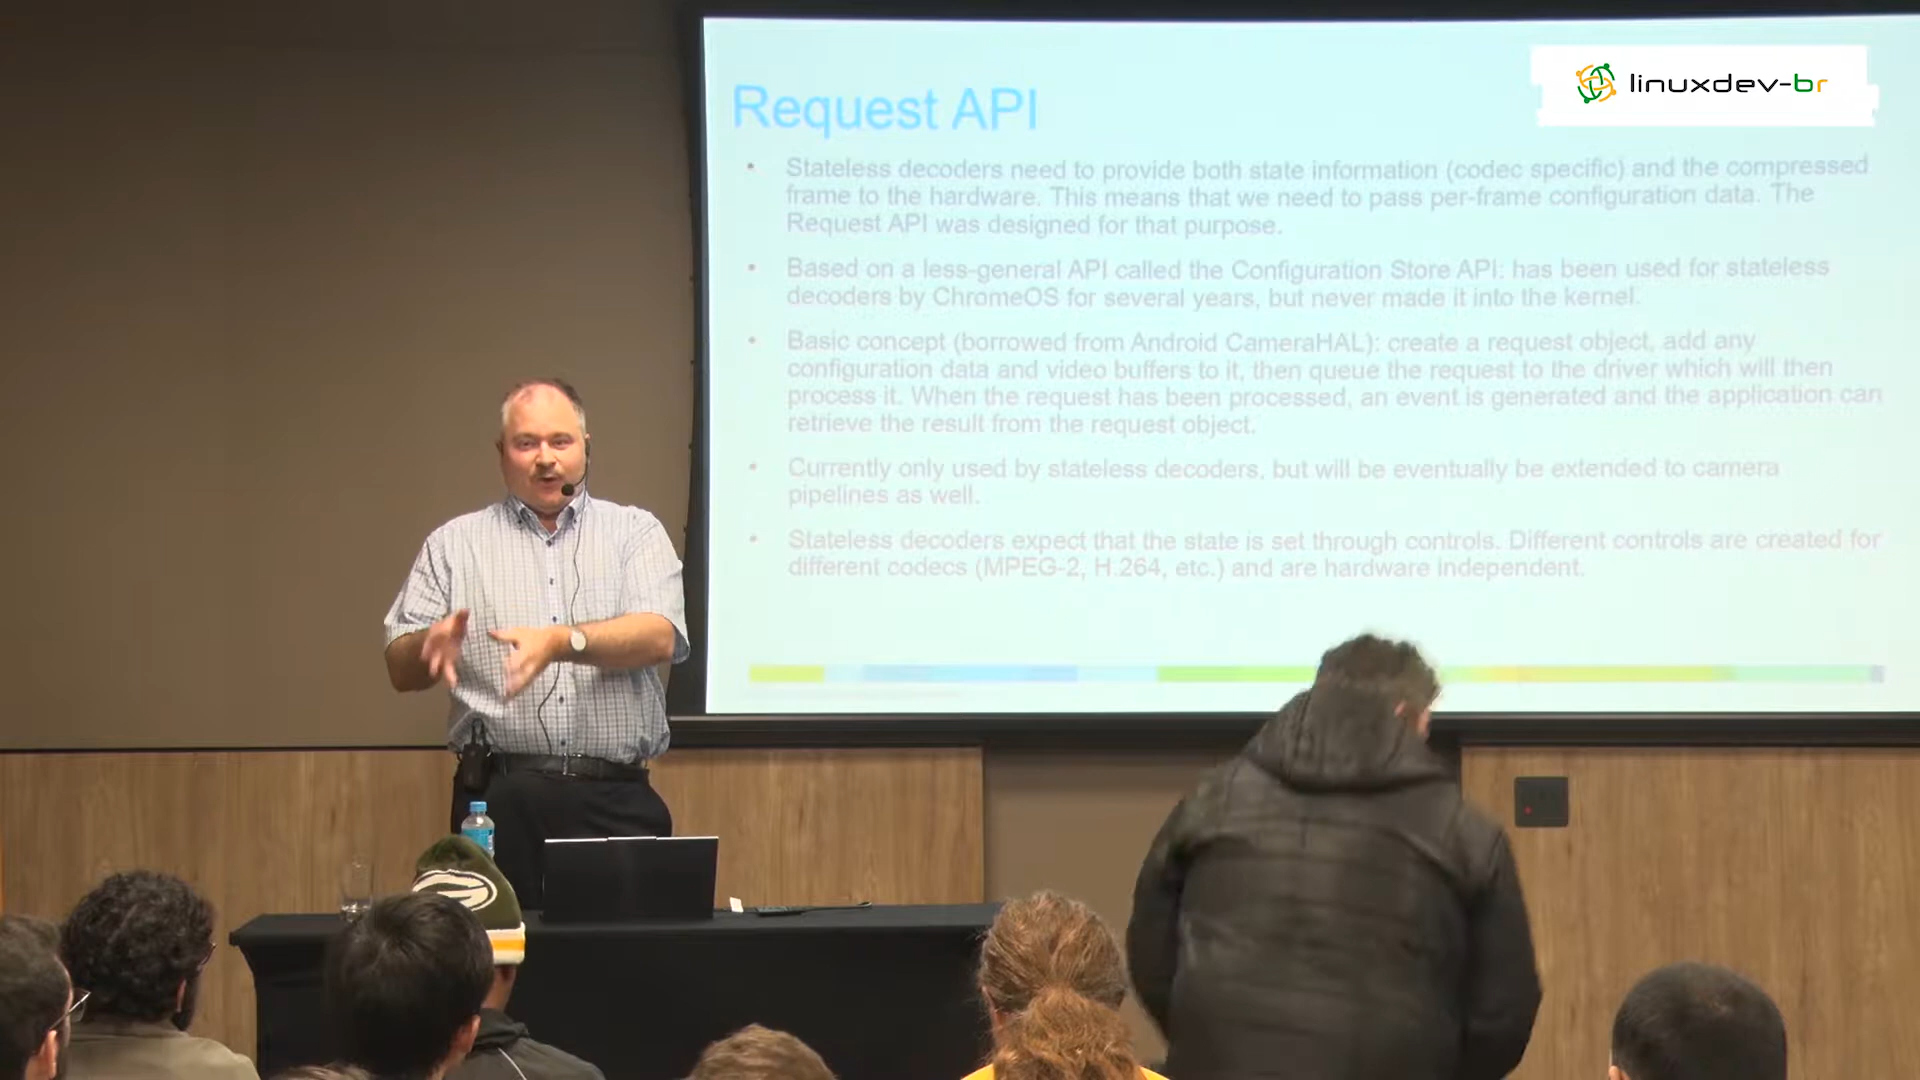 linuxdev-br
Request API
• Stateless decoders need to provide both state information (codec specific) and the compressed
frame to the hardware. This means that we need to pass per-frame configuration data. The
Request API was designed for that purpose.
• Based on a less-general API called the Configuration Store API: has been used for stateless
decoders by ChromeOS for several years, but never made it into the kernel.
• Basic concept (borrowed from Android CameraHAL): create a request object, add any
configuration data and video buffers to it, then queue the request to the driver which will then
process it. When the request has been processed, an event is generated and the application can
retrieve the result from the request object.
• Currently only used by stateless decoders, but will be eventually be extended to camera
pipelines as well.
• Stateless decoders expect that the state is set through controls. Different controls are created for
different codecs (MPEG-2, H.264, etc.) and are hardware independent.
G